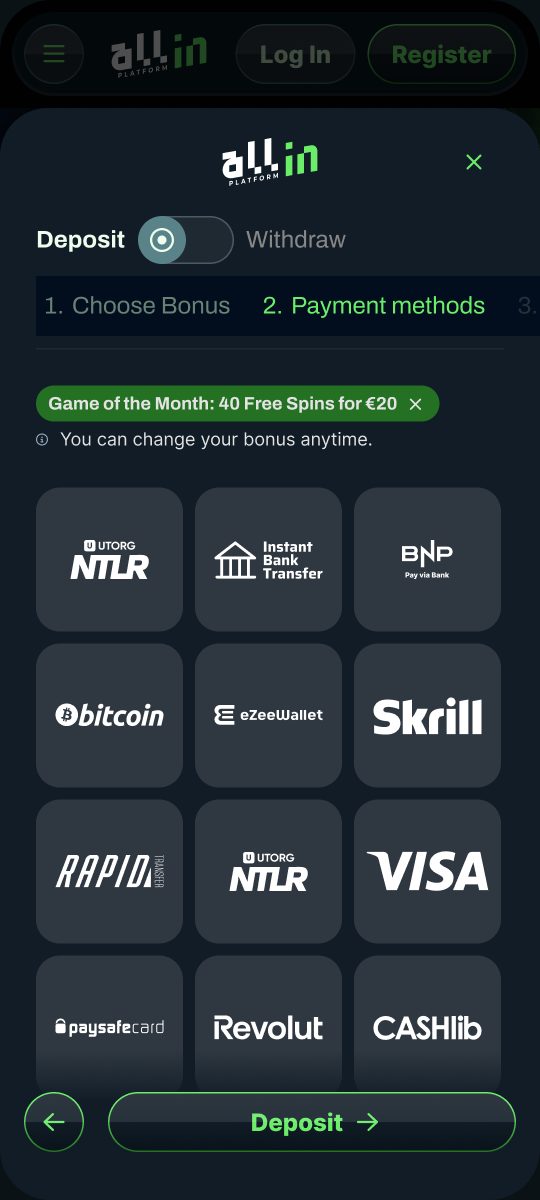 all in
PLATFORM
Log In
Register
all in
PLATFORM
Deposit
Withdraw
1. Choose Bonus
2. Payment methods
3.
Game of the Month: 40 Free Spins for €20
You can change your bonus anytime.
U UTORG
NTLR
Instant
Bank
Transfer
BNP
Pay via Bank
bitcoin
eZeeWallet
Skrill
RAPID
TRANSFER
U UTORG
NTLR
VISA
paysafecard
Revolut
CASHlib
Deposit